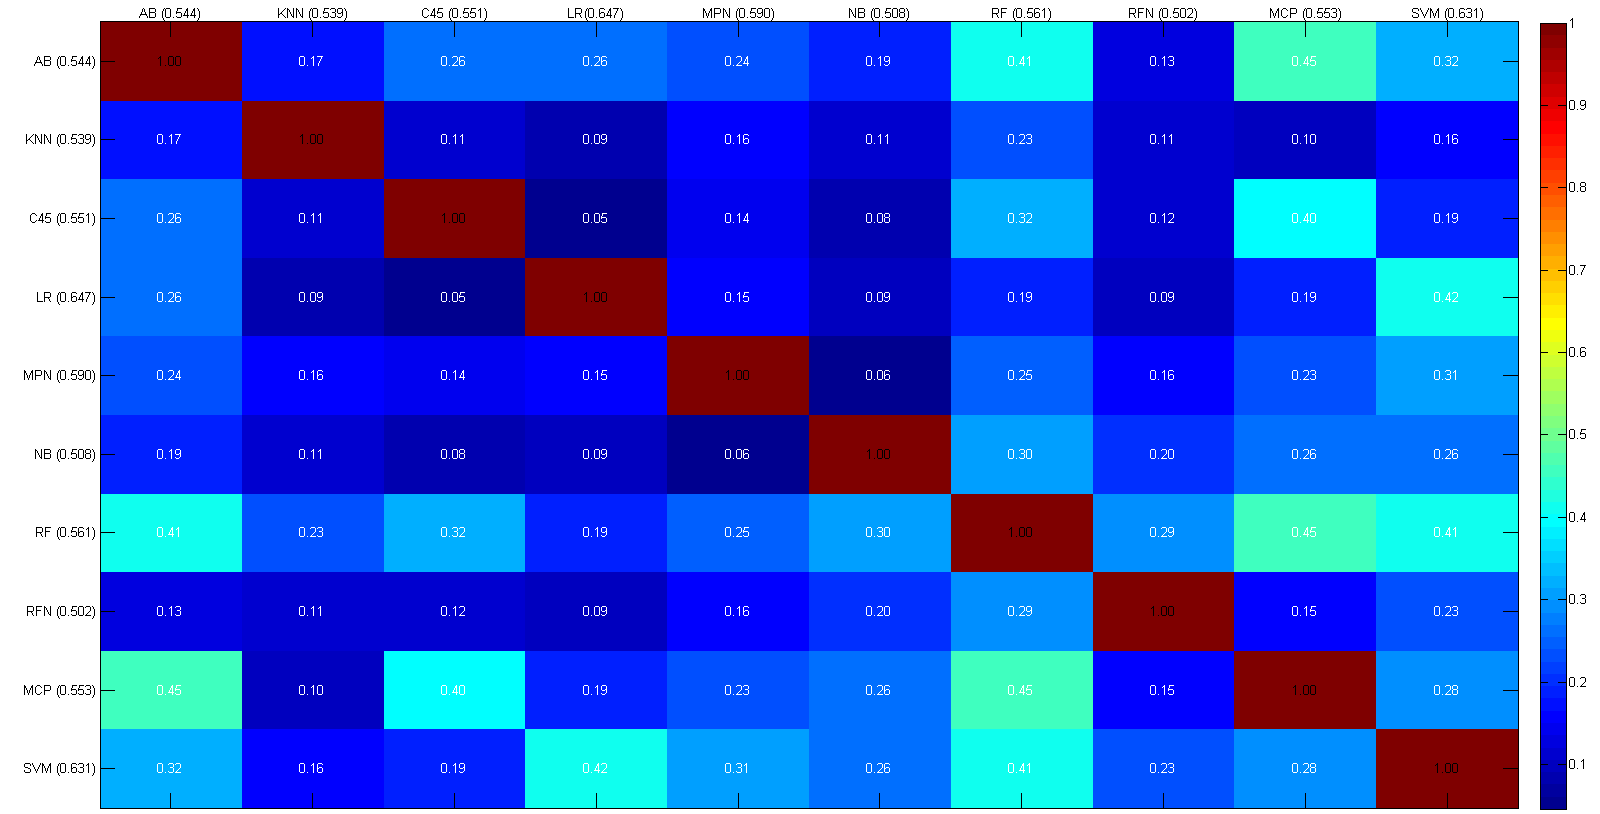 AB (0.544) KNN (0.539) C45 (0.551) LR(0.647) MPN (0.590) NB (0.508) RF (0.561) RFN (0.502) MCP (0.553) SVM (0.631)
AB (0.544) 1.00 0.17 0.26 0.26 0.24 0.19 0.41 0.13 0.45 0.32
KNN (0.539) 0.17 1.00 0.11 0.09 0.16 0.11 0.23 0.11 0.10 0.16
C45 (0.551) 0.26 0.11 1.00 0.05 0.14 0.08 0.32 0.12 0.40 0.19
LR (0.647) 0.26 0.09 0.05 1.00 0.15 0.09 0.19 0.09 0.19 0.42
MPN (0.590) 0.24 0.16 0.14 0.15 1.00 0.06 0.25 0.16 0.23 0.31
NB (0.508) 0.19 0.11 0.08 0.09 0.06 1.00 0.30 0.20 0.26 0.26
RF (0.561) 0.41 0.23 0.32 0.19 0.25 0.30 1.00 0.29 0.45 0.41
RFN (0.502) 0.13 0.11 0.12 0.09 0.16 0.20 0.29 1.00 0.15 0.23
MCP (0.553) 0.45 0.10 0.40 0.19 0.23 0.26 0.45 0.15 1.00 0.28
SVM (0.631) 0.32 0.16 0.19 0.42 0.31 0.26 0.41 0.23 0.28 1.00
1
0.9
0.8
0.7
0.6
0.5
0.4
0.3
0.2
0.1